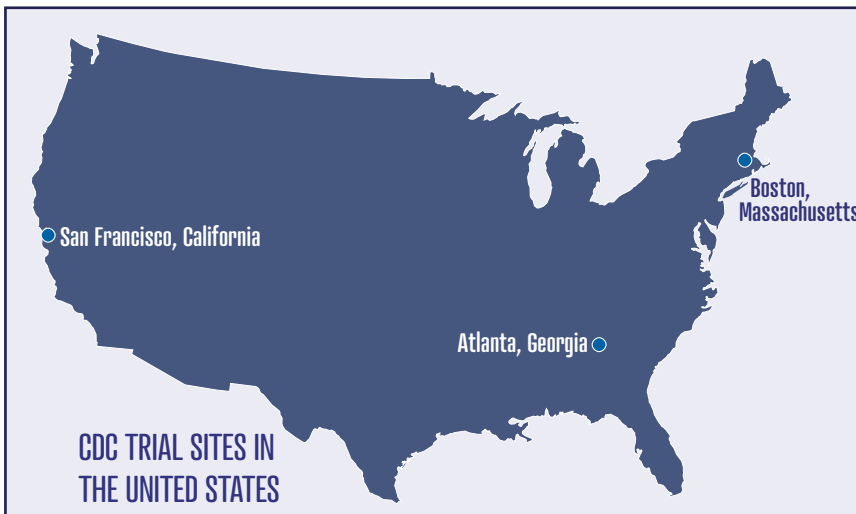 Boston,
Massachusetts
San Francisco, California
Atlanta, Georgia
CDC TRIAL SITES IN
THE UNITED STATES